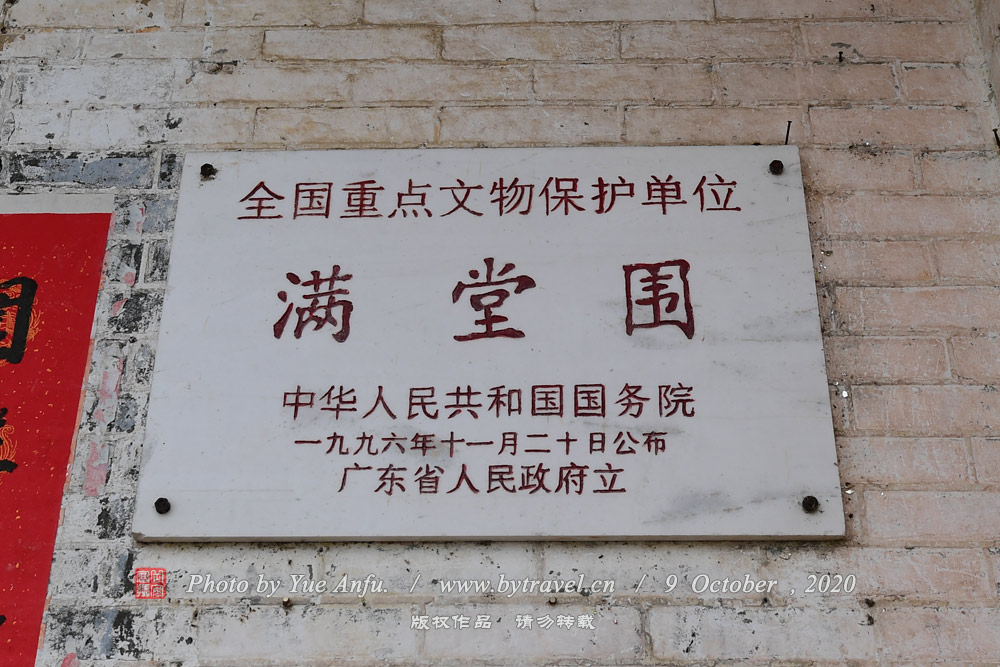 全国重点文物保护单位
满堂围
中华人民共和国国务院
一九九六年十一月二十日公布
广东省人民政府立
Photo by Yue Anfu. / www.bytravel.cn / 9 October , 2020
版权作品 请勿转载